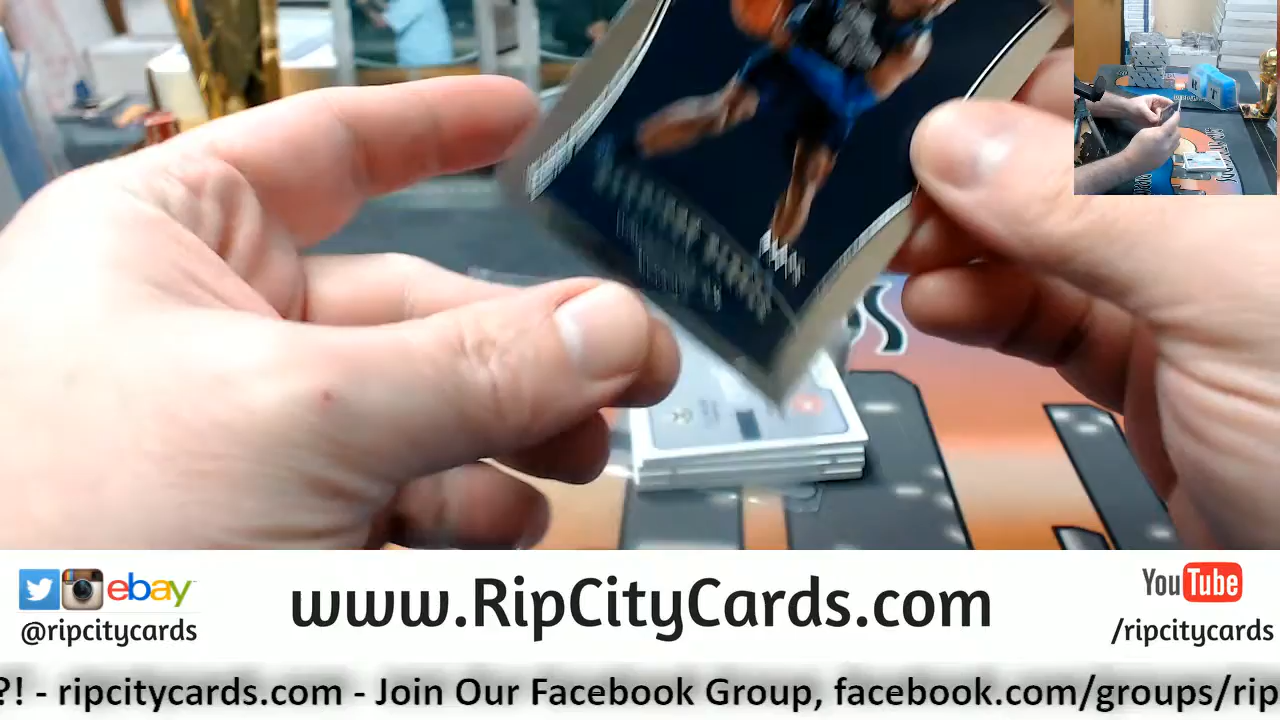 ebay
@ripcitycards
www.RipCityCards.com
YouTube
/ripcitycards
?! - ripcitycards.com - Join Our Facebook Group, facebook.com/groups/rip